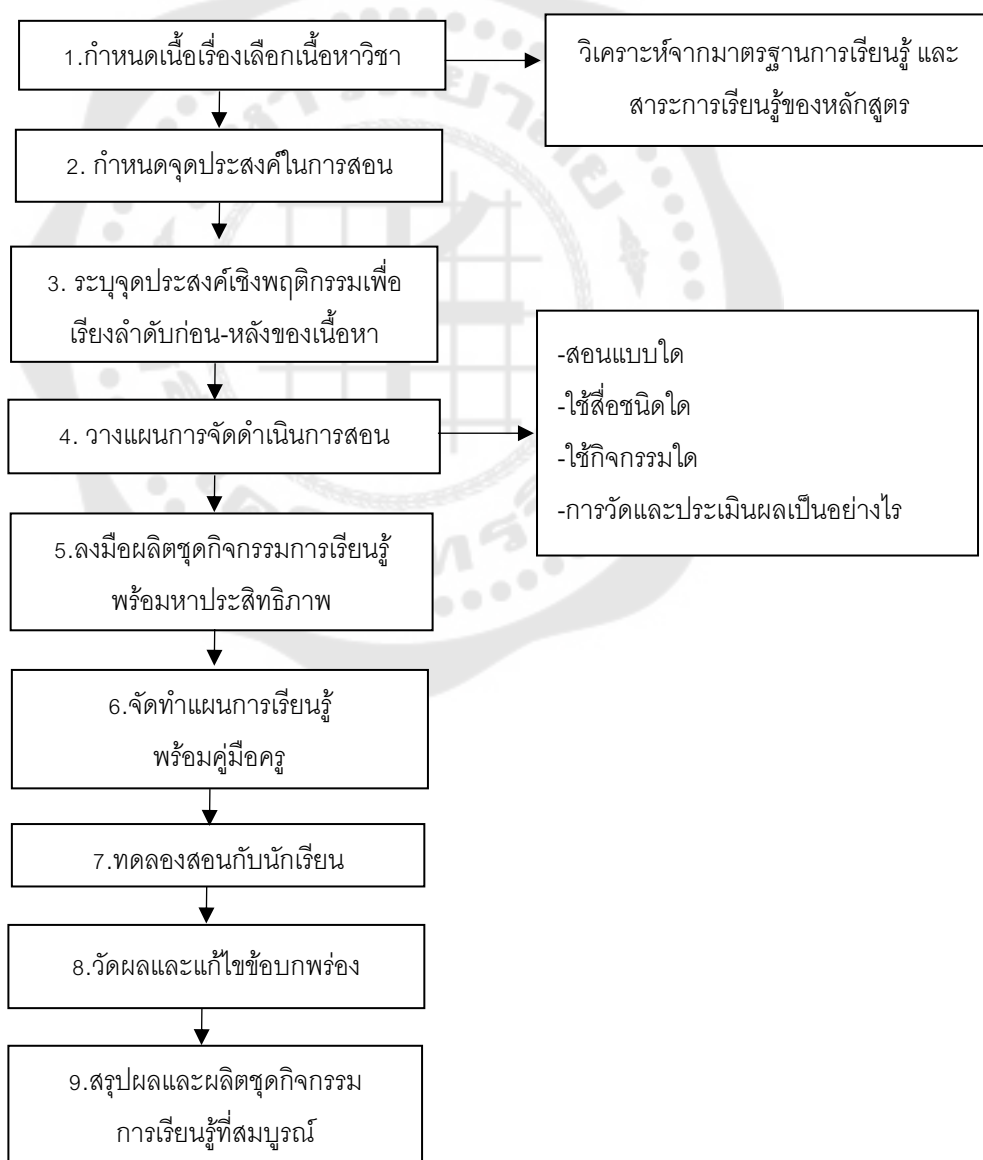 1.กำหนดเนื้อเรื่องเลือกเนื้อหาวิชา
วิเคราะห์จากมาตรฐานการเรียนรู้ และ
สาระการเรียนรู้ของหลักสูตร
2. กำหนดจุดประสงค์ในการสอน
3. ระบุจุดประสงค์เชิงพฤติกรรมเพื่อ
เรียงลำดับก่อน-หลังของเนื้อหา
4. วางแผนการจัดดำเนินการสอน
-สอนแบบใด
-ใช้สื่อชนิดใด
-ใช้กิจกรรมใด
-การวัดและประเมินผลเป็นอย่างไร
5.ลงมือผลิตชุดกิจกรรมการเรียนรู้
พร้อมหาประสิทธิภาพ
6.จัดทำแผนการเรียนรู้
พร้อมคู่มือครู
7.ทดลองสอนกับนักเรียน
8.วัดผลและแก้ไขข้อบกพร่อง
9.สรุปผลและผลิตชุดกิจกรรม
การเรียนรู้ที่สมบูรณ์